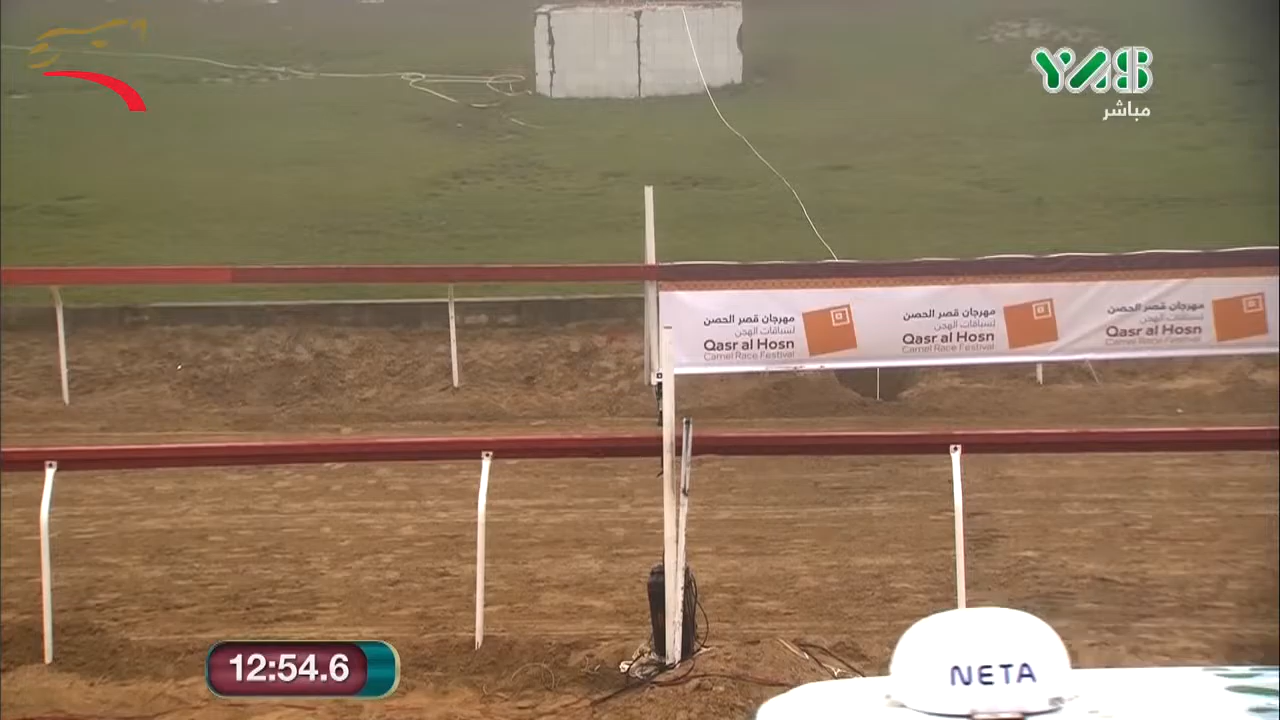 YAS
مباشر
مهرجان قصر الحصن
لسباقات الهجن
Qasr al Hosn
Camel Race Festival
مهرجان قصر الحصن
لسباقات الهجن
Qasr al Hosn
Camel Race Festival
مهرجان قصر الحصن
لسباقات الهجن
Qasr al Hosn
Camel Race Festival
12:54.6
NETA